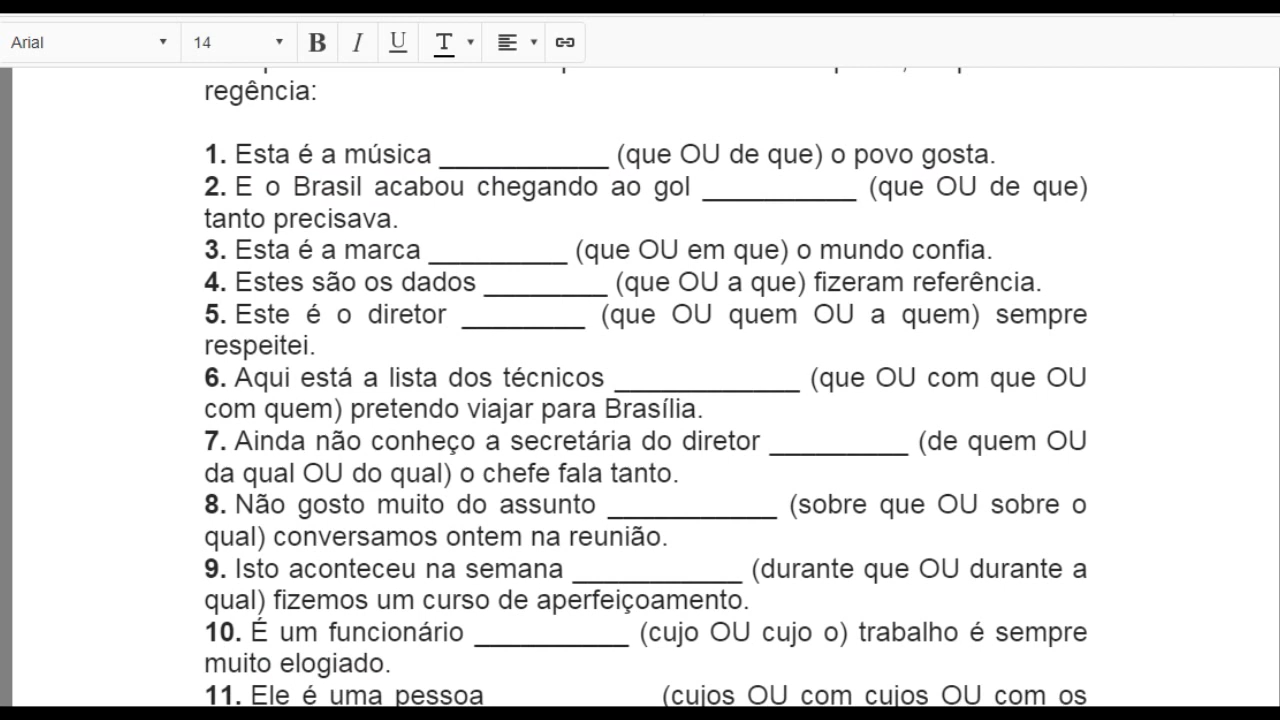 Arial 14 B I U T
regência:
1. Esta é a música ___________ (que OU de que) o povo gosta.
2. E o Brasil acabou chegando ao gol __________ (que OU de que)
tanto precisava.
3. Esta é a marca _________ (que OU em que) o mundo confia.
4. Estes são os dados ________ (que OU a que) fizeram referência.
5. Este é o diretor ________ (que OU quem OU a quem) sempre
respeitei.
6. Aqui está a lista dos técnicos ____________ (que OU com que OU
com quem) pretendo viajar para Brasília.
7. Ainda não conheço a secretária do diretor _________ (de quem OU
da qual OU do qual) o chefe fala tanto.
8. Não gosto muito do assunto ___________ (sobre que OU sobre o
qual) conversamos ontem na reunião.
9. Isto aconteceu na semana ___________ (durante que OU durante a
qual) fizemos um curso de aperfeiçoamento.
10. É um funcionário __________ (cujo OU cujo o) trabalho é sempre
muito elogiado.
11. Ele é uma pessoa (cujos OU com cujos OU com os